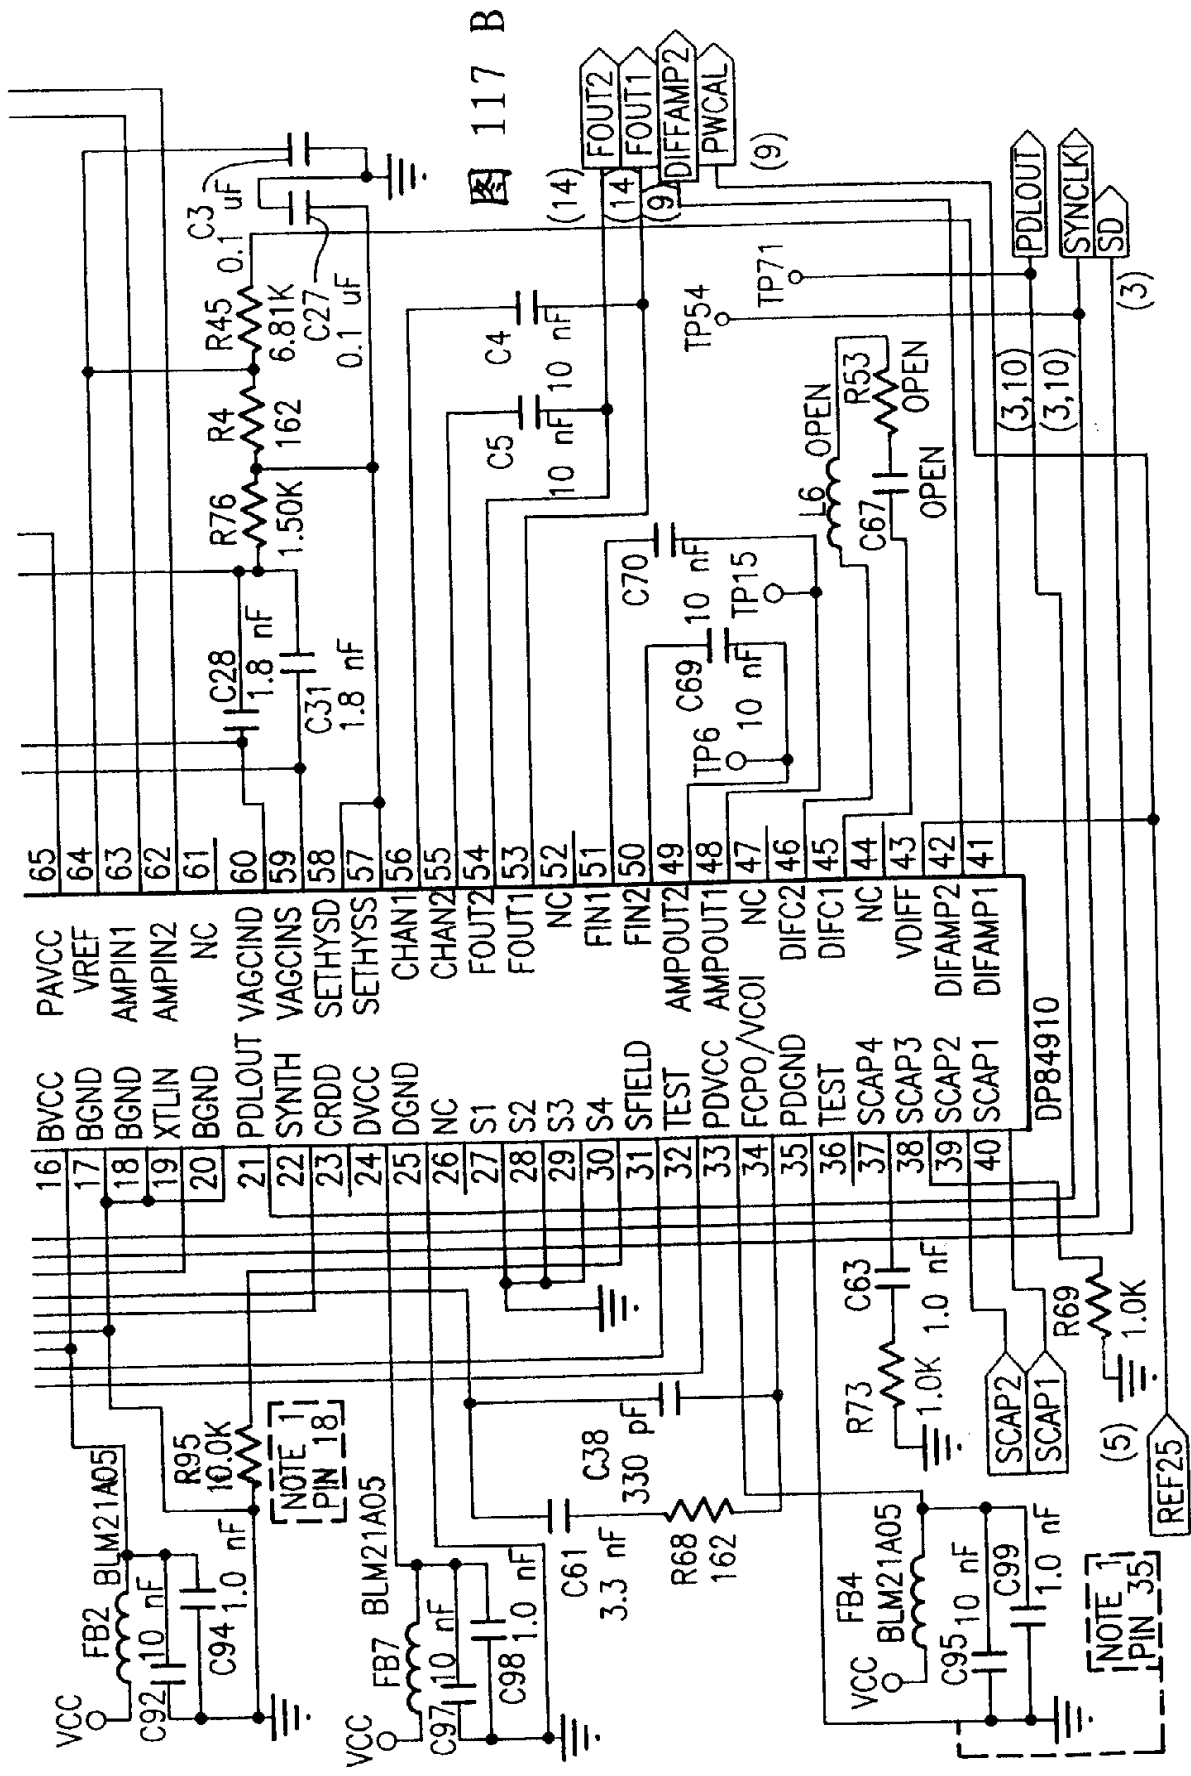 65
64
63
62
61
60
59
58
57
56
55
54
53
52
51
50
49
48
47
46
45
44
43
42
41
PAVCC
VREF
AMPIN1
AMPIN2
NC
VAGCIND
VAGCINS
SETHYSD
SETHYSS
CHAN1
CHAN2
FOUT2
FOUT1
NC
FIN1
FIN2
AMPOUT2
AMPOUT1
NC
DIFC2
DIFC1
NC
VDIFF
DIFAMP2
DIFAMP1
BVCC
BGND
BGND
XTLIN
BGND
PDLOUT
SYNTH
CRDD
DVCC
DGND
NC
S1
S2
S3
S4
SFIELD
TEST
PDVCC
FCPO/VCOI
PDGND
TEST
SCAP4
SCAP3
SCAP2
SCAP1
DP84910
16
17
18
19
20
21
22
23
24
25
26
27
28
29
30
31
32
33
34
35
36
37
38
39
40
C3
0.1 uF
R45
6.81K
C27
0.1 uF
R4
162
R76
1.50K
C28
1.8 nF
C31
1.8 nF
C4
10 nF
C5
10 nF
C70
10 nF
TP15
C69
10 nF
TP6
L6
OPEN
R53
OPEN
C67
OPEN
TP54
TP71
图 117 B
FOUT2
FOUT1
DIFFAMP2
PWCAL
(14)
(14
(9
(9)
PDLOUT
SYNCLKI
SD
(3,10)
(3,10)
(3)
VCC
FB2
BLM21A05
C92
10 nF
C94
1.0 nF
R95
10.0K
NOTE 1
PIN 18
VCC
FB7
BLM21A05
C97
10 nF
C98
1.0 nF
C61
3.3 nF
C38
330 pF
R68
162
VCC
FB4
BLM21A05
C95
10 nF
C99
1.0 nF
NOTE 1
PIN 35
R73
1.0K
C63
1.0 nF
R69
1.0K
SCAP2
SCAP1
(5)
REF25